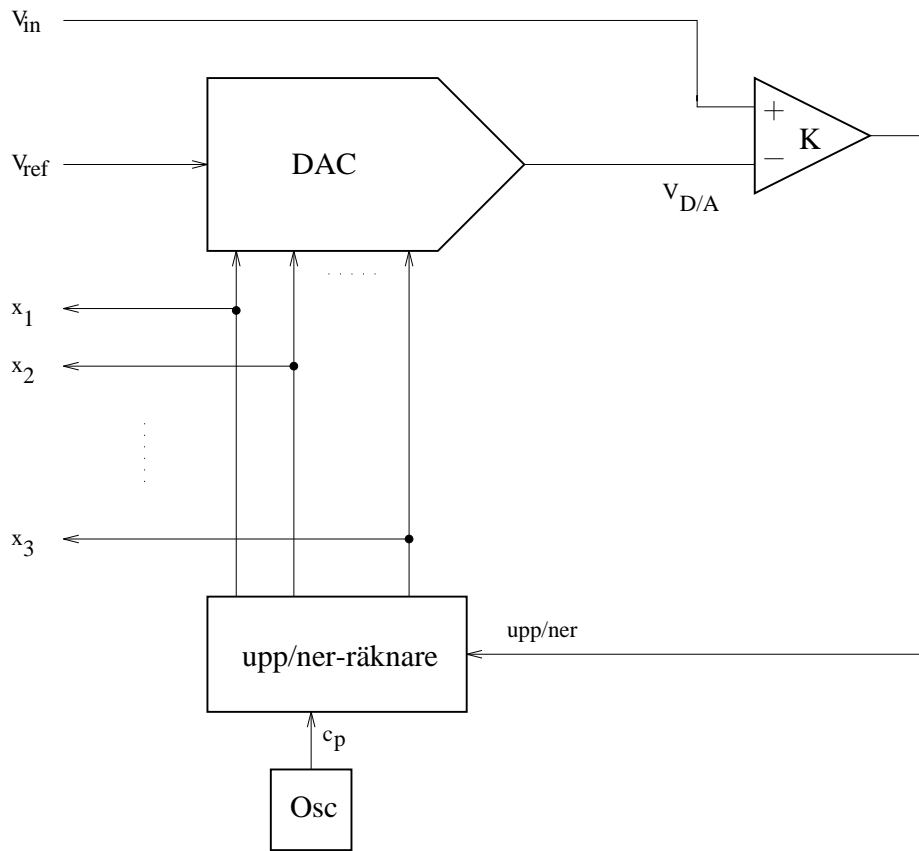 V_in
+
K
−
V_ref
DAC
V_D/A
x_1
x_2
x_3
upp/ner
upp/ner-räknare
c_p
Osc